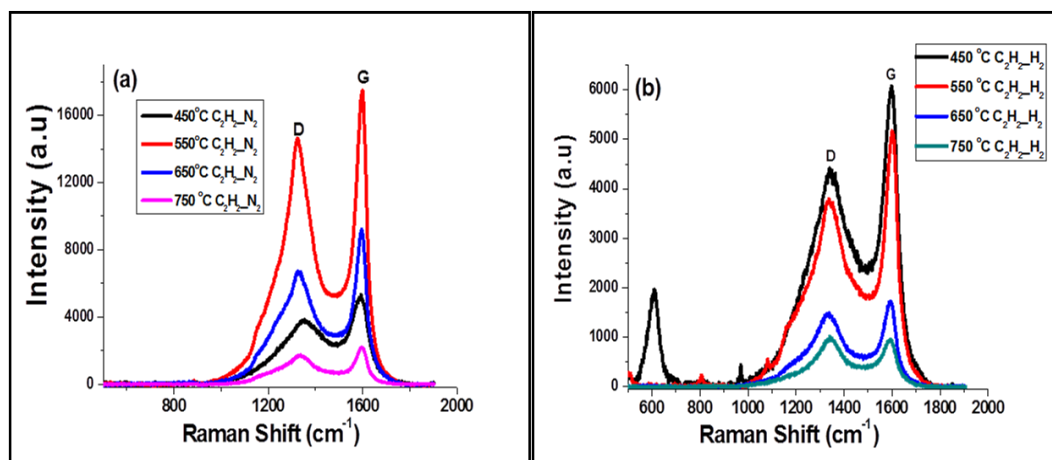 (a)
G
D
450°C C₂H₂_N₂
550°C C₂H₂_N₂
650°C C₂H₂_N₂
750 °C C₂H₂_N₂
16000
12000
8000
4000
0
Intensity (a.u)
800
1200
1600
2000
Raman Shift (cm⁻¹)
(b)
G
D
450 °C C₂H₂_H₂
550 °C C₂H₂_H₂
650 °C C₂H₂_H₂
750 °C C₂H₂_H₂
6000
5000
4000
3000
2000
1000
0
Intensity (a.u)
600
800
1000
1200
1400
1600
1800
2000
Raman Shift (cm⁻¹)